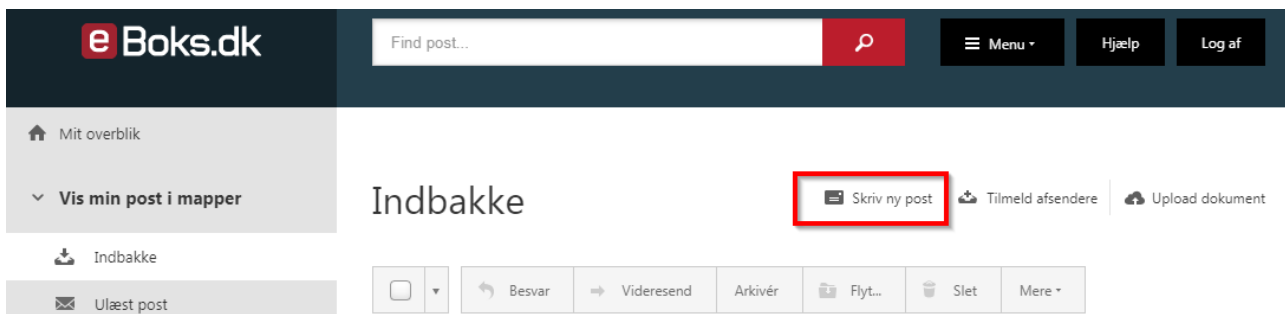 e Boks.dk
Find post...
Menu
Hjælp
Log af
Mit overblik
Vis min post i mapper
Indbakke
Skriv ny post
Tilmeld afsendere
Upload dokument
Indbakke
Ulæst post
Besvar
Videresend
Arkivér
Flyt...
Slet
Mere